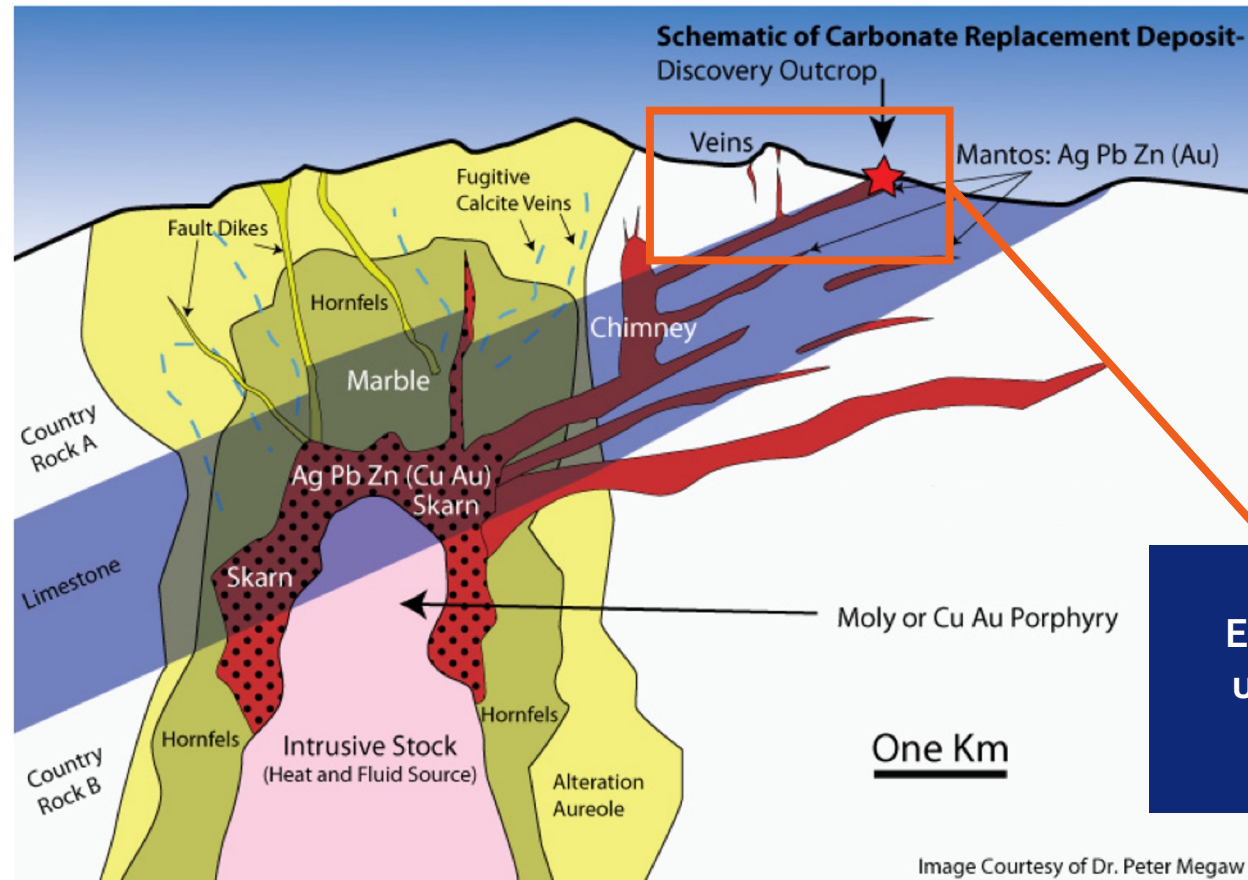 Schematic of Carbonate Replacement Deposit-
Discovery Outcrop
Veins
Mantos: Ag Pb Zn (Au)
Fugitive
Calcite Veins
Fault Dikes
Hornfels
Chimney
Marble
Country
Rock A
Ag Pb Zn (Cu Au)
Skarn
Limestone
Skarn
Moly or Cu Au Porphyry
Hornfels
Hornfels
Intrusive Stock
(Heat and Fluid Source)
One Km
Country
Rock B
Alteration
Aureole
Image Courtesy of Dr. Peter Megaw